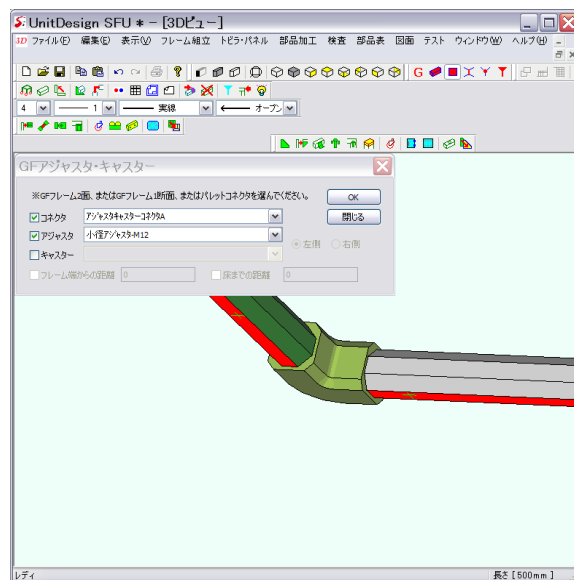 UnitDesign SFU * - [3Dビュー]
3D ファイル(F) 編集(E) 表示(V) フレーム組立 トビラ・パネル 部品加工 検査 部品表 図面 テスト ウィンドウ(W) ヘルプ(H)
G
4 1 実線 オープン
GFアジャスタ・キャスター
※GFフレーム2面、またはGFフレーム1断面、またはパレットコネクタを選んでください。
OK
コネクタ アジャスタキャスターコネクタA 閉じる
アジャスタ 小径アジャスタ-M12
左側 右側
キャスター
フレーム端からの距離 0 床までの距離 0
レディ 長さ [500mm]